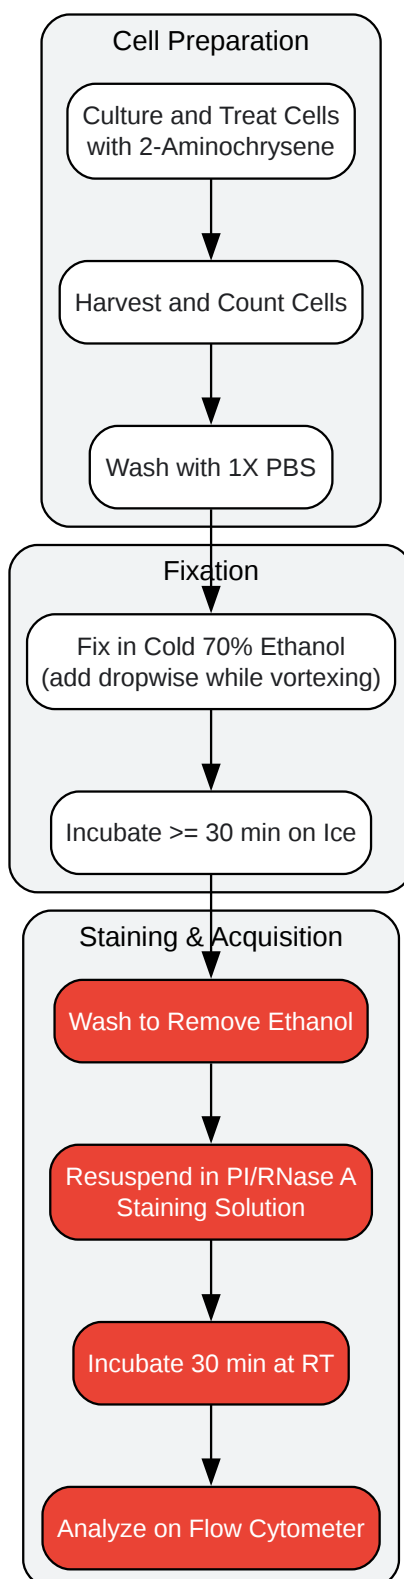 Cell Preparation
Culture and Treat Cells
with 2-Aminochrysene
Harvest and Count Cells
Wash with 1X PBS
Fixation
Fix in Cold 70% Ethanol
(add dropwise while vortexing)
Incubate >= 30 min on Ice
Staining & Acquisition
Wash to Remove Ethanol
Resuspend in PI/RNase A
Staining Solution
Incubate 30 min at RT
Analyze on Flow Cytometer